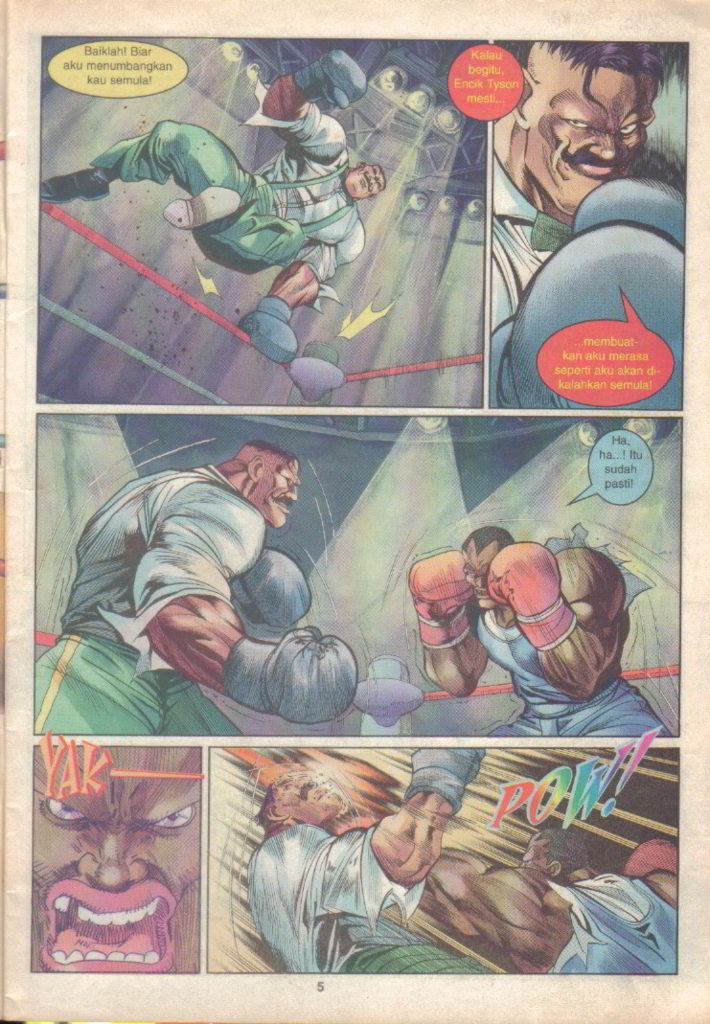 Baiklah! Biar
aku menumbangkan
kau semula!
Kalau
begitu,
Encik Tyson
mesti...
...membuat-
kan aku merasa
seperti aku akan di-
kalahkan semula!
Ha,
ha...! Itu
sudah
pasti!
YAK
POW!!
5